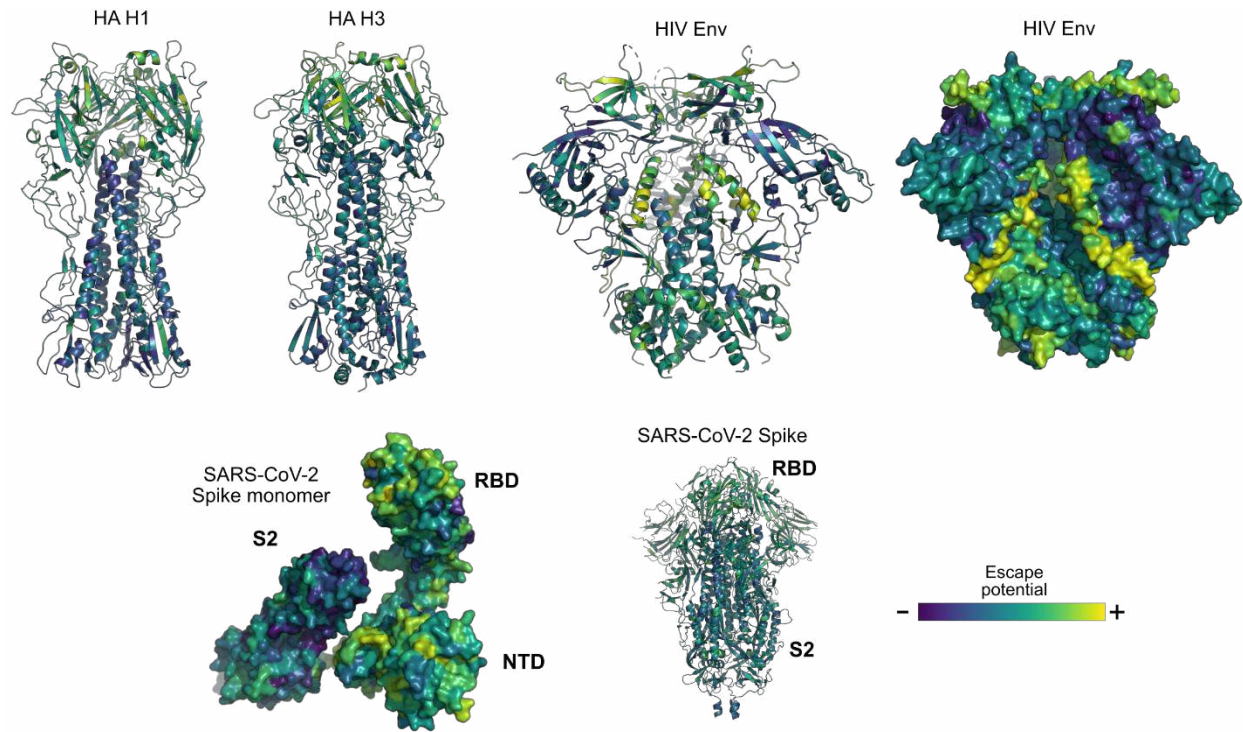 HA H1
HA H3
HIV Env
HIV Env
SARS-CoV-2
Spike monomer
S2
RBD
NTD
SARS-CoV-2 Spike
RBD
S2
Escape
potential
− +